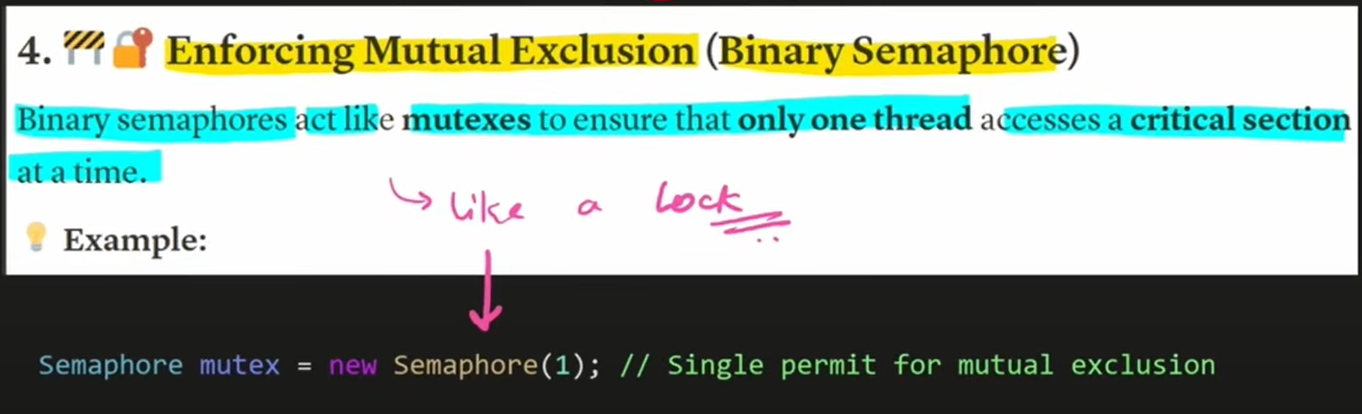 4. 🚧🔐 Enforcing Mutual Exclusion (Binary Semaphore)
Binary semaphores act like mutexes to ensure that only one thread accesses a critical section
at a time.
↳ like a lock
💡 Example:
Semaphore mutex = new Semaphore(1); // Single permit for mutual exclusion